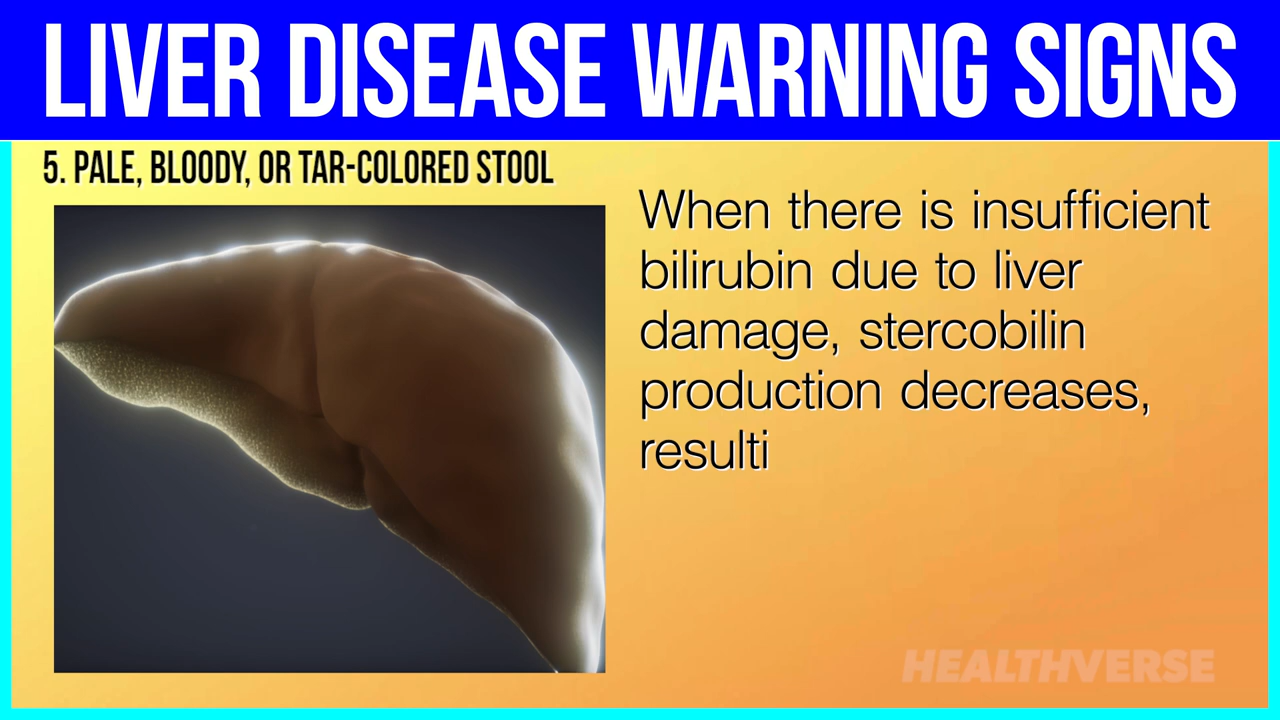 LIVER DISEASE WARNING SIGNS
5. PALE, BLOODY, OR TAR-COLORED STOOL
When there is insufficient
bilirubin due to liver
damage, stercobilin
production decreases,
resulti
HEALTHVERSE